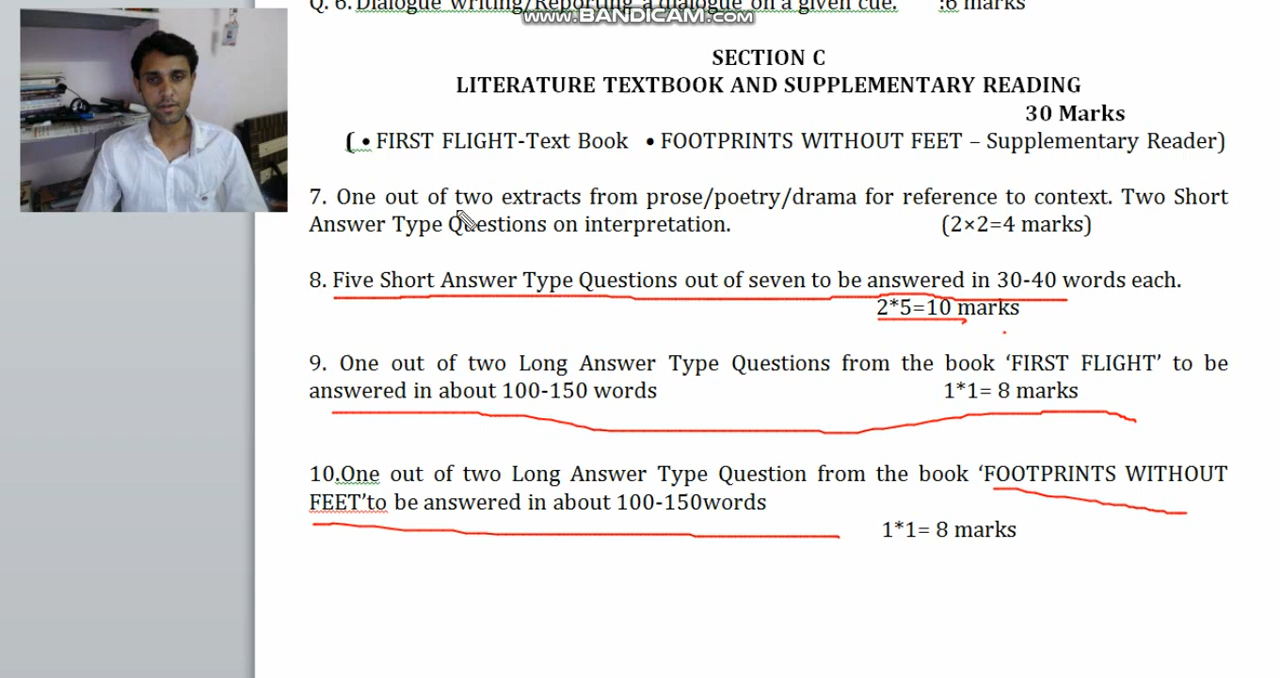 Q. 6. Dialogue Writing/Reporting a dialogue on a given cue. :6 marks
www.BANDICAM.com
SECTION C
LITERATURE TEXTBOOK AND SUPPLEMENTARY READING
30 Marks
( • FIRST FLIGHT-Text Book • FOOTPRINTS WITHOUT FEET – Supplementary Reader)
7. One out of two extracts from prose/poetry/drama for reference to context. Two Short
Answer Type Questions on interpretation. (2×2=4 marks)
8. Five Short Answer Type Questions out of seven to be answered in 30-40 words each.
2*5=10 marks
9. One out of two Long Answer Type Questions from the book ‘FIRST FLIGHT’ to be
answered in about 100-150 words 1*1= 8 marks
10.One out of two Long Answer Type Question from the book ‘FOOTPRINTS WITHOUT
FEET’to be answered in about 100-150words
1*1= 8 marks